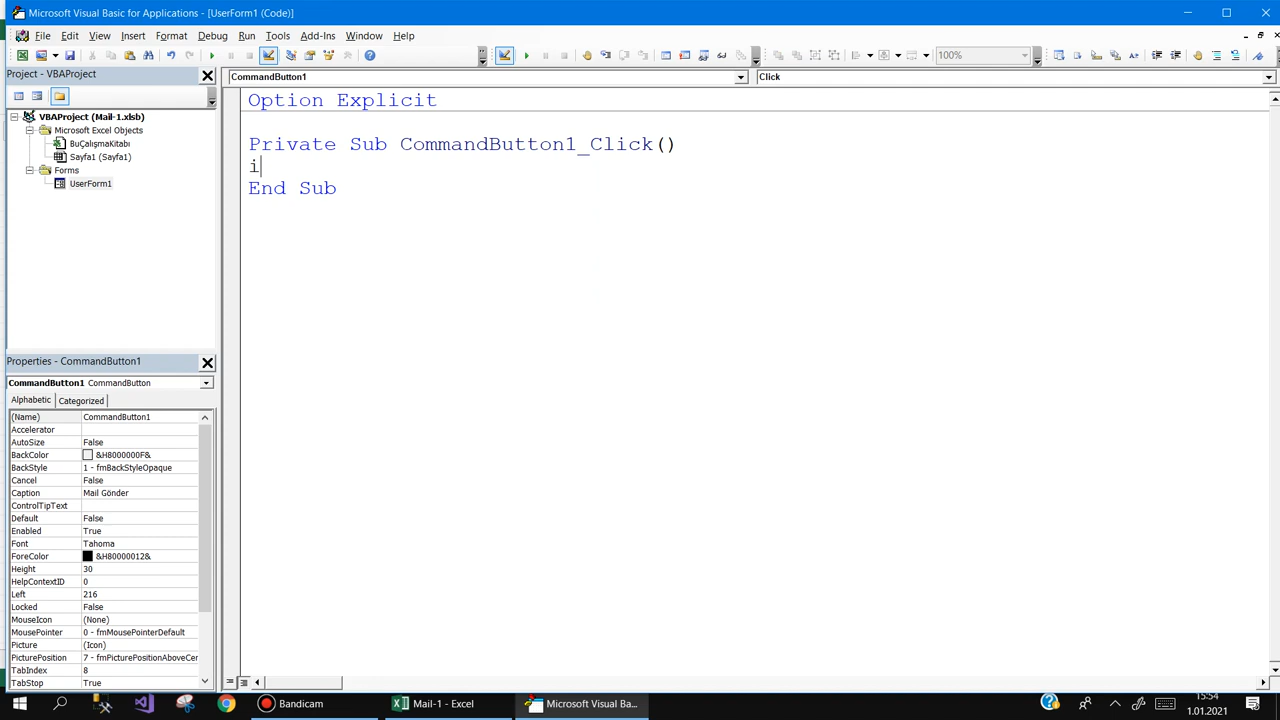 Microsoft Visual Basic for Applications - [UserForm1 (Code)]
File Edit View Insert Format Debug Run Tools Add-Ins Window Help
100%
Project - VBAProject
CommandButton1
Click
VBAProject (Mail-1.xlsb)
Microsoft Excel Objects
BuÇalışmaKitabı
Sayfa1 (Sayfa1)
Forms
UserForm1
Option Explicit
Private Sub CommandButton1_Click()
i
End Sub
Properties - CommandButton1
CommandButton1 CommandButton
Alphabetic Categorized
(Name) CommandButton1
Accelerator
AutoSize False
BackColor &H8000000F&
BackStyle 1 - fmBackStyleOpaque
Cancel False
Caption Mail Gönder
ControlTipText
Default False
Enabled True
Font Tahoma
ForeColor &H80000012&
Height 30
HelpContextID 0
Left 216
Locked False
MouseIcon (None)
MousePointer 0 - fmMousePointerDefault
Picture (Icon)
PicturePosition 7 - fmPicturePositionAboveCen
TabIndex 8
TabStop True
Bandicam
Mail-1 - Excel
Microsoft Visual Ba...
15:54
1.01.2021